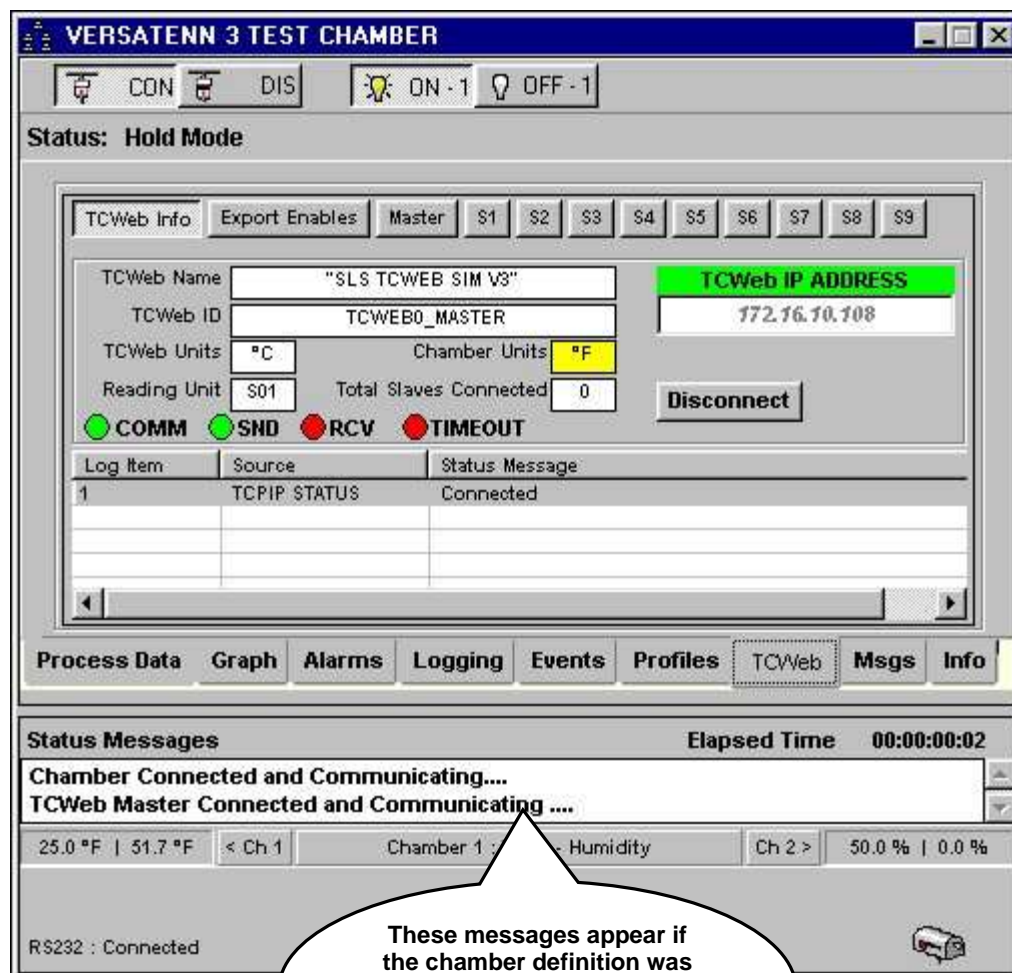 VERSATENN 3 TEST CHAMBER
CON DIS ON - 1 OFF - 1
Status: Hold Mode
TCWeb Info Export Enables Master S1 S2 S3 S4 S5 S6 S7 S8 S9
TCWeb Name "SLS TCWEB SIM V3" TCWeb IP ADDRESS
TCWeb ID TCWEB0_MASTER 172.16.10.108
TCWeb Units °C Chamber Units °F
Reading Unit S01 Total Slaves Connected 0 Disconnect
COMM SND RCV TIMEOUT
Log Item Source Status Message
1 TCPIP STATUS Connected
Process Data Graph Alarms Logging Events Profiles TCWeb Msgs Info
Status Messages Elapsed Time 00:00:00:02
Chamber Connected and Communicating....
TCWeb Master Connected and Communicating ....
25.0 °F | 51.7 °F < Ch 1 Chamber 1 : - Humidity Ch 2 > 50.0 % | 0.0 %
These messages appear if
RS232 : Connected
the chamber definition was